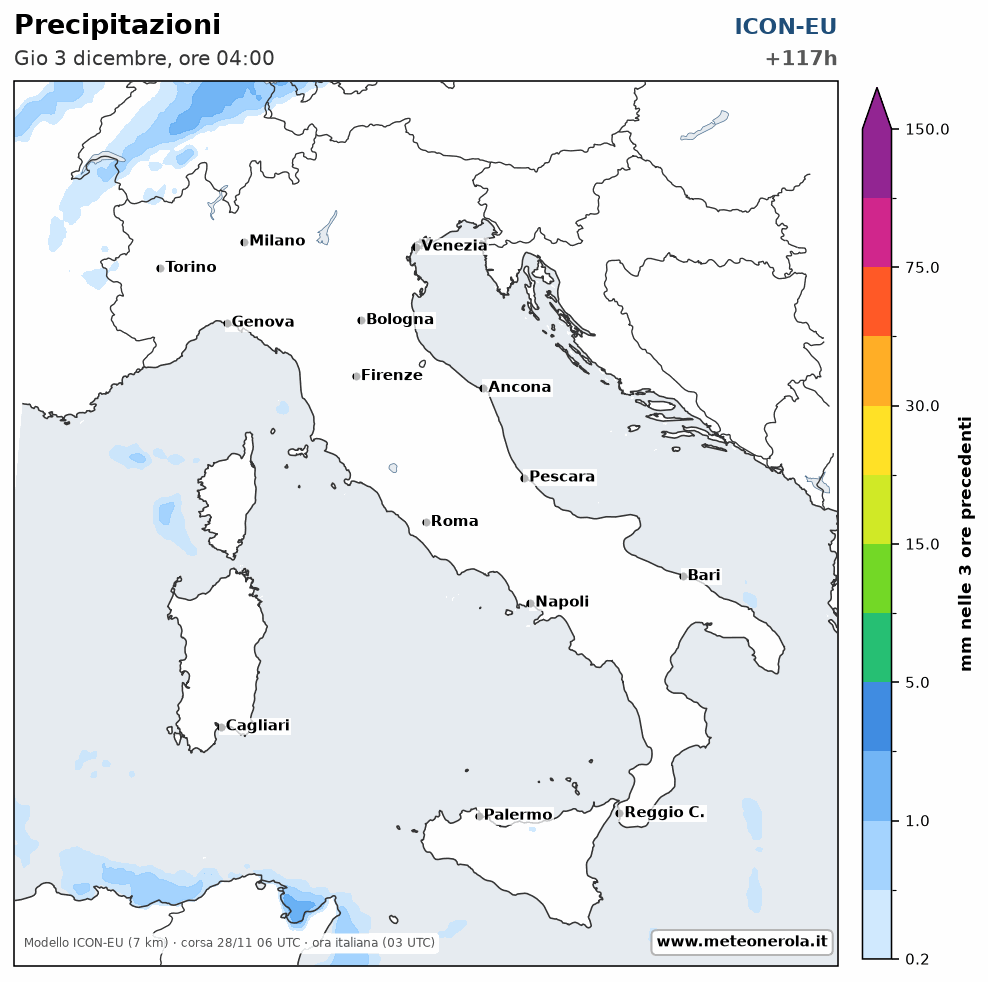 Precipitazioni
ICON-EU
Gio 3 dicembre, ore 04:00
+117h
150.0
75.0
30.0
15.0
5.0
1.0
0.2
mm nelle 3 ore precedenti
Milano
Venezia
Torino
Genova
Bologna
Firenze
Ancona
Pescara
Roma
Bari
Napoli
Cagliari
Palermo
Reggio C.
Modello ICON-EU (7 km) · corsa 28/11 06 UTC · ora italiana (03 UTC)
www.meteonerola.it